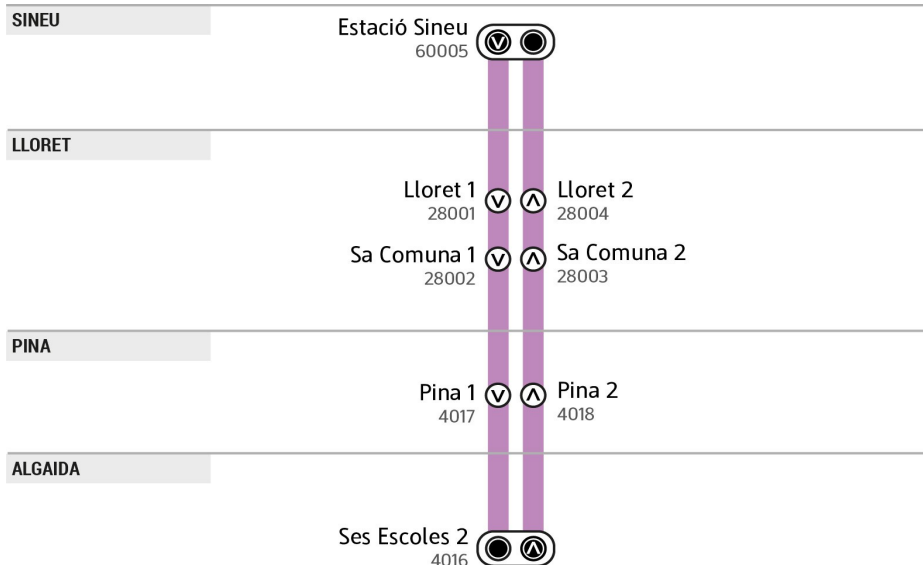 SINEU
Estació Sineu
60005
LLORET
Lloret 1
28001
Lloret 2
28004
Sa Comuna 1
28002
Sa Comuna 2
28003
PINA
Pina 1
4017
Pina 2
4018
ALGAIDA
Ses Escoles 2
4016